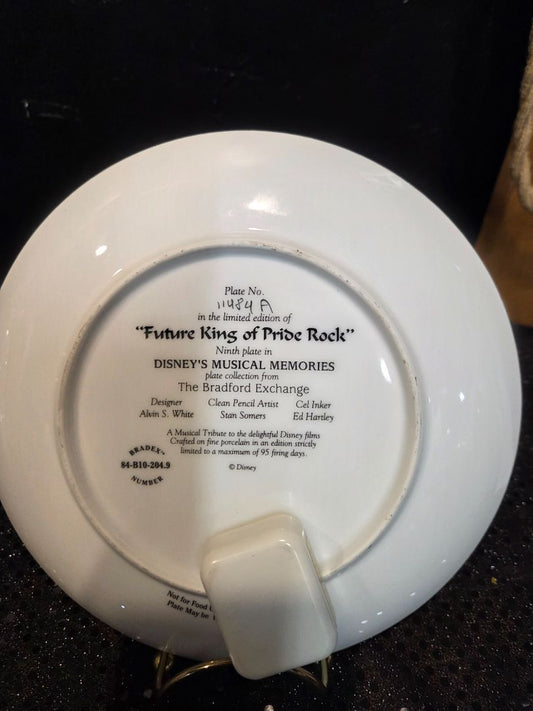 Plate No.
11484 A
in the limited edition of
"Future King of Pride Rock"
Ninth plate in
DISNEY'S MUSICAL MEMORIES
plate collection from
The Bradford Exchange
Designer Clean Pencil Artist Cel Inker
Alvin S. White Stan Somers Ed Hartley
A Musical Tribute to the delightful Disney films
Crafted on fine porcelain in an edition strictly
limited to a maximum of 95 firing days.
© Disney
BRADEX™
84-B10-204.9
NUMBER
Not for Food
Plate May be